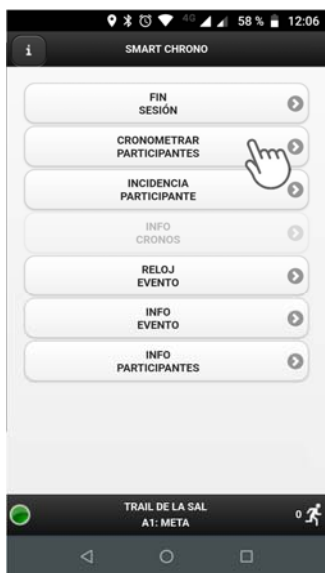 4G 58 % 12:06
i SMART CHRONO
FIN
SESIÓN
CRONOMETRAR
PARTICIPANTES
INCIDENCIA
PARTICIPANTE
INFO
CRONOS
RELOJ
EVENTO
INFO
EVENTO
INFO
PARTICIPANTES
TRAIL DE LA SAL
A1: META
0